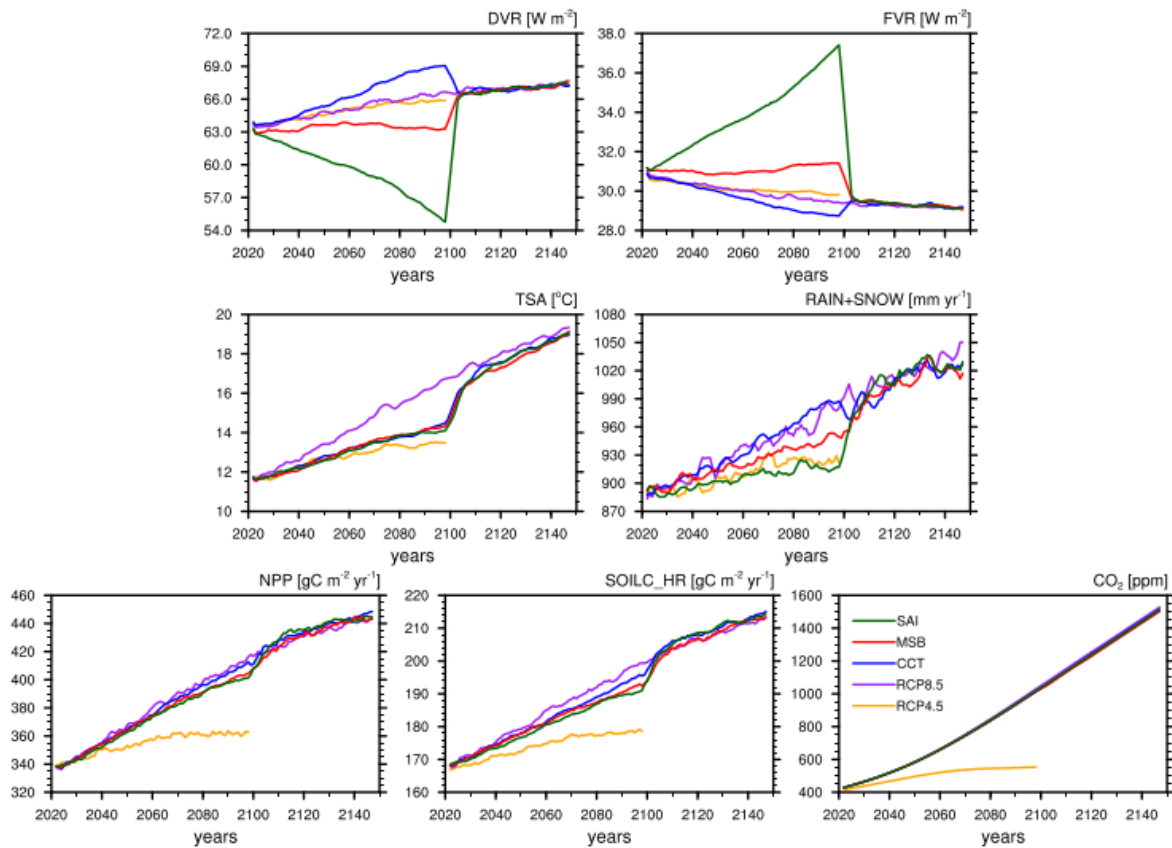 DVR [W m⁻²]
72.0
69.0
66.0
63.0
60.0
57.0
54.0
2020 2040 2060 2080 2100 2120 2140
years
FVR [W m⁻²]
38.0
36.0
34.0
32.0
30.0
28.0
2020 2040 2060 2080 2100 2120 2140
years
TSA [°C]
20
18
16
14
12
10
2020 2040 2060 2080 2100 2120 2140
years
RAIN+SNOW [mm yr⁻¹]
1080
1050
1020
990
960
930
900
870
2020 2040 2060 2080 2100 2120 2140
years
NPP [gC m⁻² yr⁻¹]
460
440
420
400
380
360
340
320
2020 2040 2060 2080 2100 2120 2140
years
SOILC_HR [gC m⁻² yr⁻¹]
220
210
200
190
180
170
160
2020 2040 2060 2080 2100 2120 2140
years
CO₂ [ppm]
1600
1400
1200
1000
800
600
400
SAI
MSB
CCT
RCP8.5
RCP4.5
2020 2040 2060 2080 2100 2120 2140
years